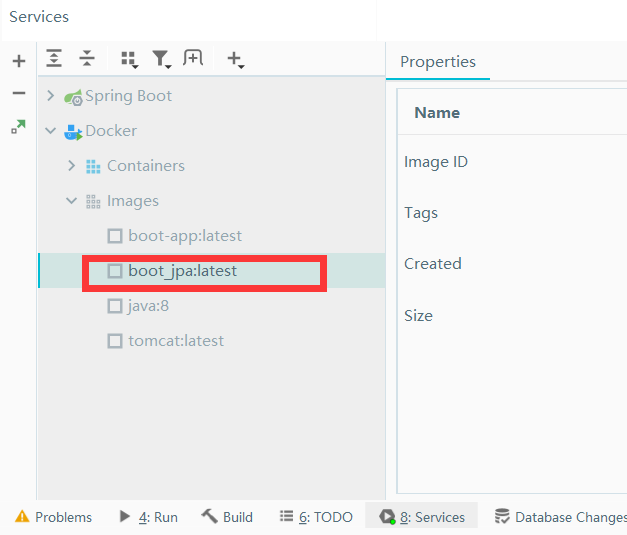 Services
Properties
Spring Boot
Docker
Containers
Images
boot-app:latest
boot_jpa:latest
java:8
tomcat:latest
Name
Image ID
Tags
Created
Size
Problems 4: Run Build 6: TODO 8: Services Database Changes